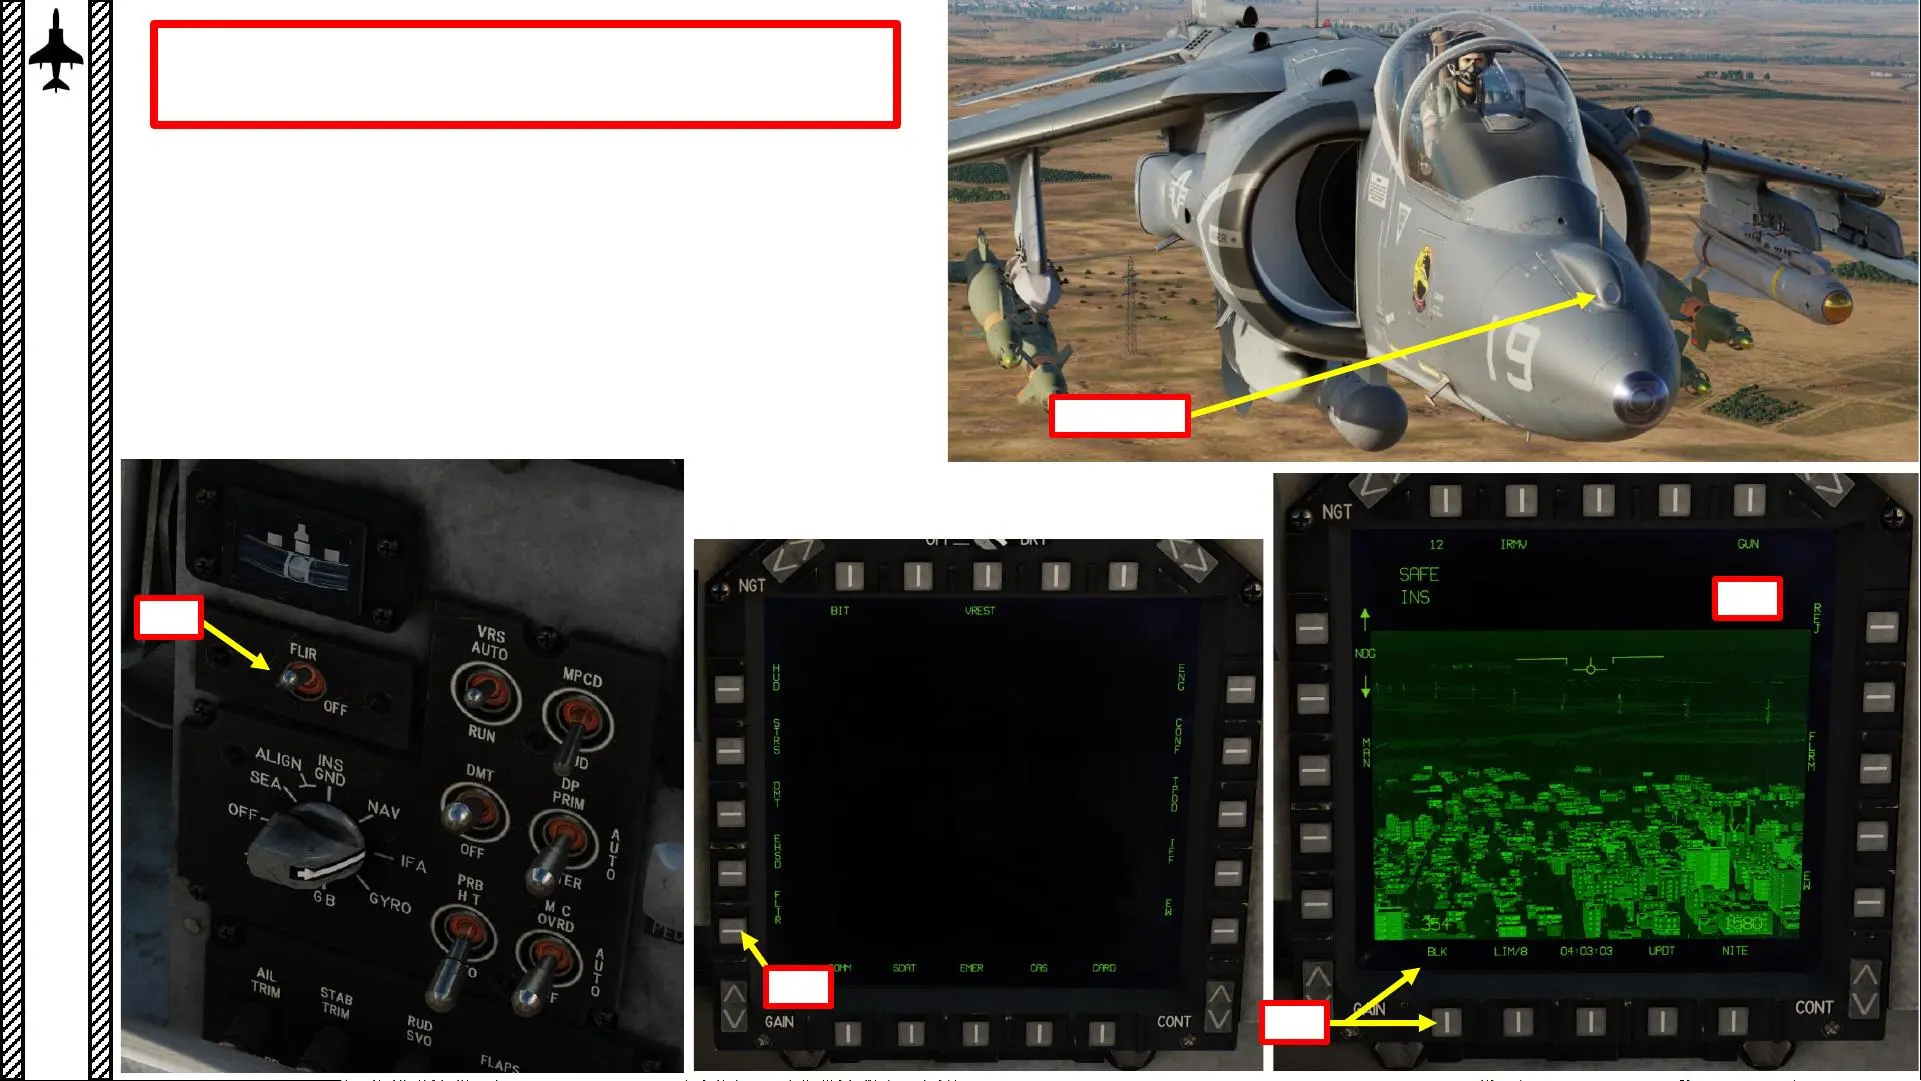 19
FLIR
OFF
VRS
AUTO
RUN
MPCD
DMT
OFF
DP
PRIM
AUTO
PRB
HT
MC
OVRD
AUTO
ALIGN
INS
GND
SEA
OFF
NAV
IFA
GYRO
GB
AIL
TRIM
STAB
TRIM
RUD
SVO
FLAPS
BRT
NGT
BIT VREST
HUD
STRS
DMT
EHSD
FLIR
ENG
CONF
TPOD
IFF
EW
SDAT EMER CAS CARD
GAIN CONT
NGT
12 IRMV GUN
SAFE
INS
REJ
NDG
MAN
FLRM
EW
354 1580
BLK LIM/8 04:03:03 UPDT NITE
GAIN CONT